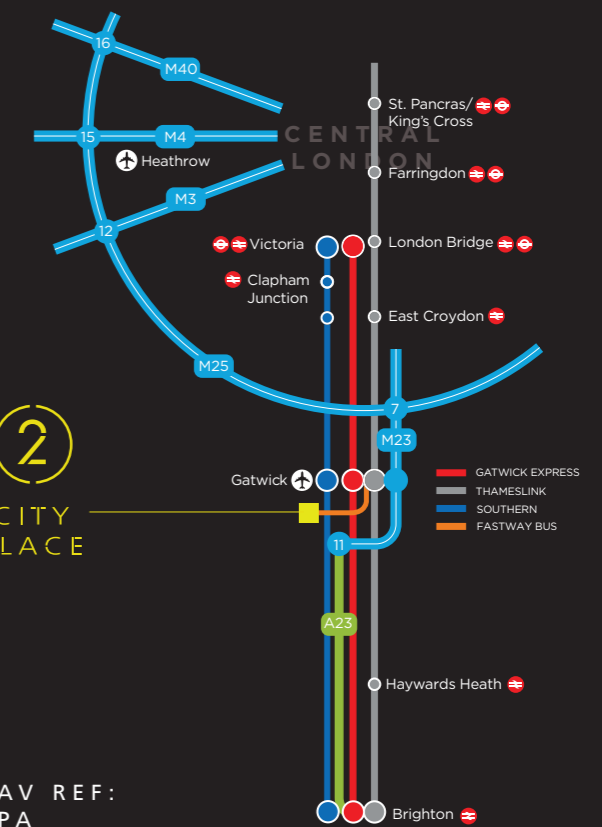 16
M40
St. Pancras/
King's Cross
CENTRAL
LONDON
15
M4
Heathrow
Farringdon
M3
12
Victoria
London Bridge
Clapham
Junction
East Croydon
M25
7
M23
2
CITY
LACE
Gatwick
GATWICK EXPRESS
THAMESLINK
SOUTHERN
FASTWAY BUS
11
A23
Haywards Heath
AV REF:
PA
Brighton